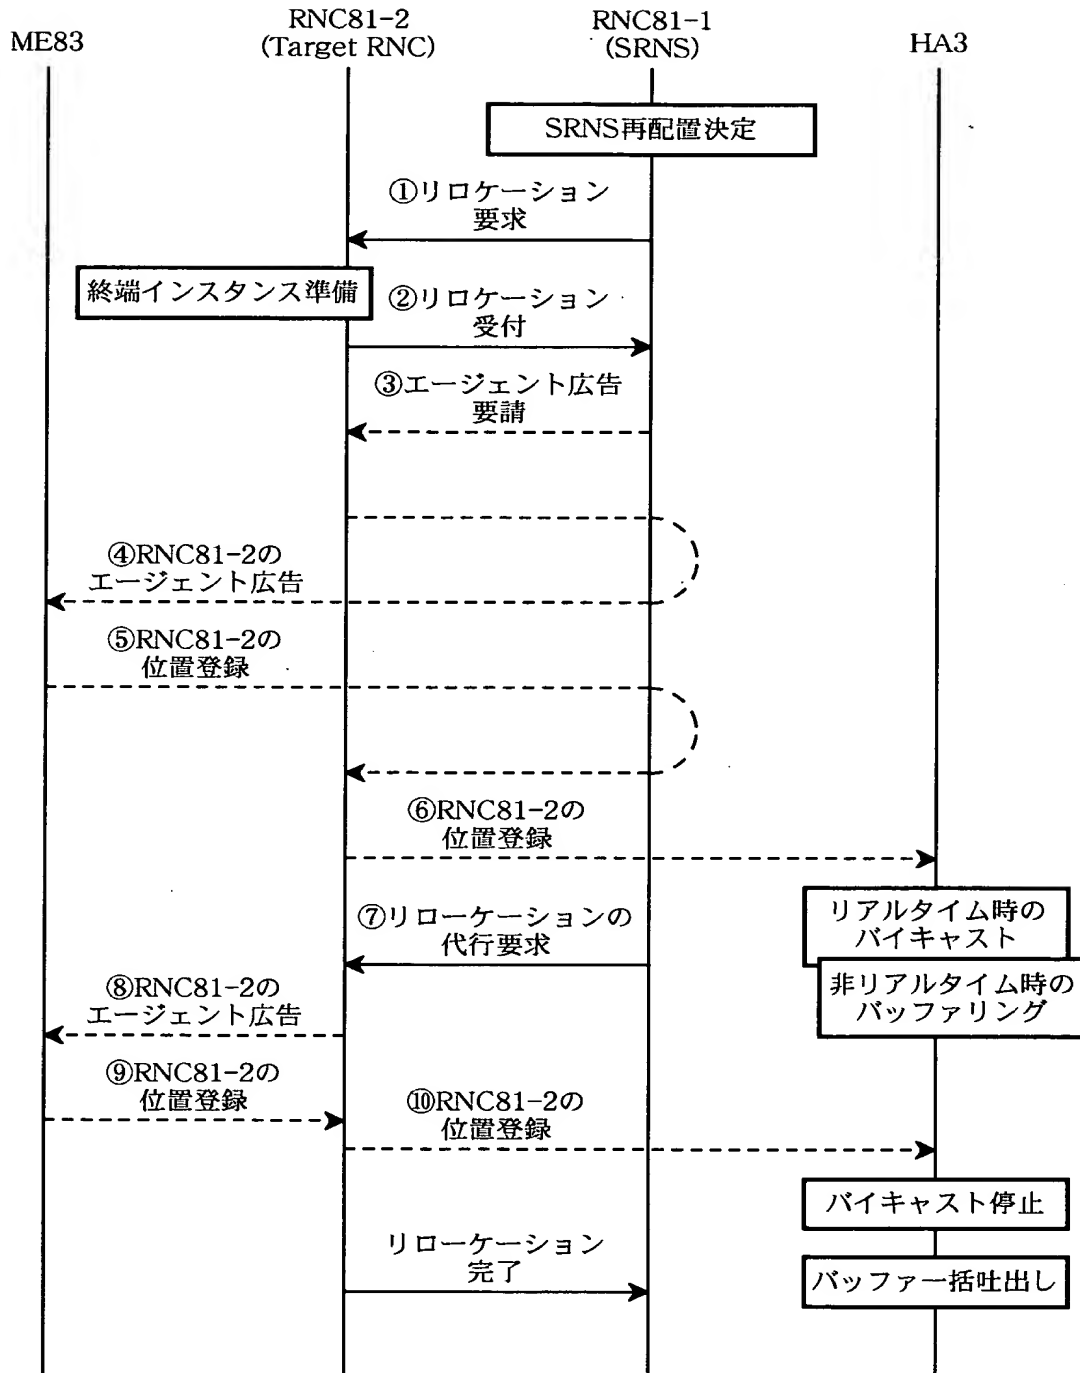 ME83
RNC81-2
(Target RNC)
RNC81-1
(SRNS)
HA3
SRNS再配置決定
①リロケーション
要求
終端インスタンス準備
②リロケーション
受付
③エージェント広告
要請
④RNC81-2の
エージェント広告
⑤RNC81-2の
位置登録
⑥RNC81-2の
位置登録
リアルタイム時の
バイキャスト
⑦リローケーションの
代行要求
非リアルタイム時の
バッファリング
⑧RNC81-2の
エージェント広告
⑨RNC81-2の
位置登録
⑩RNC81-2の
位置登録
バイキャスト停止
リローケーション
完了
バッファ一括吐出し